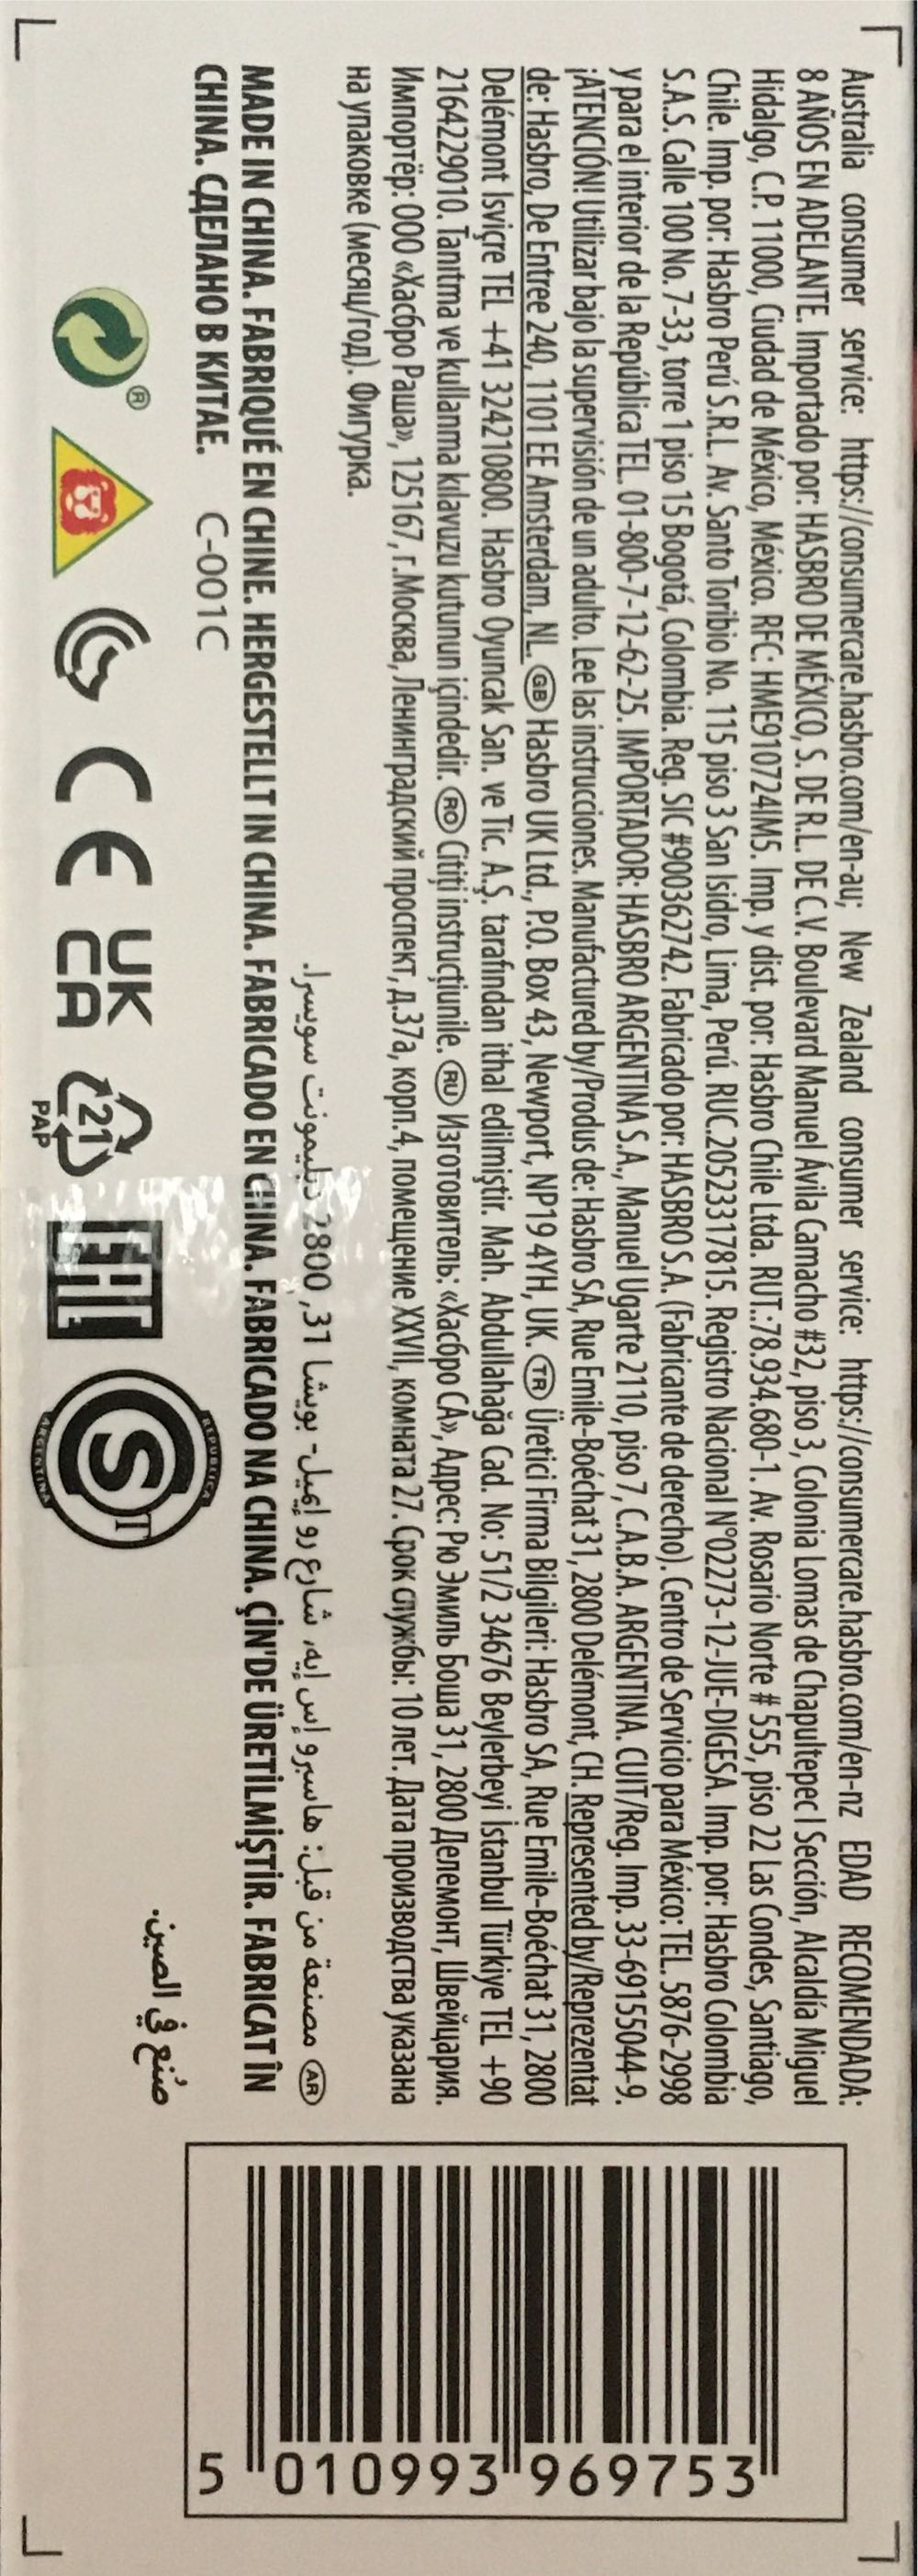 Australia consumer service: https://consumercare.hasbro.com/en-au; New Zealand consumer service: https://consumercare.hasbro.com/en-nz EDAD RECOMENDADA:
8 AÑOS EN ADELANTE. Importado por: HASBRO DE MÉXICO, S. DE R.L. DE C.V. Boulevard Manuel Ávila Camacho #32, piso 3, Colonia Lomas de Chapultepec I Sección, Alcaldía Miguel
Hidalgo, C.P. 11000, Ciudad de México, México. RFC: HME910724IM5. Imp. y dist. por: Hasbro Chile Ltda. RUT.:78.934.680-1. Av. Rosario Norte # 555, piso 22 Las Condes, Santiago,
Chile. Imp. por: Hasbro Perú S.R.L. Av. Santo Toribio No. 115 piso 3 San Isidro, Lima, Perú. RUC.20523317815. Registro Nacional N°02273-12-JUE-DIGESA. Imp. por: Hasbro Colombia
S.A.S. Calle 100 No. 7-33, torre 1 piso 15 Bogotá, Colombia. Reg. SIC #900362742. Fabricado por: HASBRO S.A. (Fabricante de derecho). Centro de Servicio para México: TEL. 5876-2998
y para el interior de la República TEL. 01-800-7-12-62-25. IMPORTADOR: HASBRO ARGENTINA S.A., Manuel Ugarte 2110, piso 7, C.A.B.A. ARGENTINA. CUIT/Reg. Imp. 33-69155044-9.
¡ATENCIÓN! Utilizar bajo la supervisión de un adulto. Lee las instrucciones. Manufactured by/Produs de: Hasbro SA, Rue Emile-Boéchat 31, 2800 Delémont, CH. Represented by/Reprezentat
de: Hasbro, De Entree 240, 1101 EE Amsterdam, NL. GB Hasbro UK Ltd., P.O. Box 43, Newport, NP19 4YH, UK. TR Üretici Firma Bilgileri: Hasbro SA, Rue Emile-Boéchat 31, 2800
Delémont Isviçre TEL +41 324210800. Hasbro Oyuncak San. ve Tic. A.Ş. tarafından ithal edilmiştir. Mah. Abdullahağa Cad. No: 51/2 34676 Beylerbeyi İstanbul Türkiye TEL +90
2164229010. Tanıtma ve kullanma kılavuzu kutunun içindedir. RO Citiți instrucțiunile. RU Изготовитель: «Хасбро СА», Адрес: Рю Эмиль Боша 31, 2800 Делемонт, Швейцария.
Импортёр: ООО «Хасбро Раша», 125167, г.Москва, Ленинградский проспект, д.37а, корп.4, помещение XXVII, комната 27. Срок службы: 10 лет. Дата производства указана
на упаковке (месяц/год). Фигурка.
AR مصنعة من قبل: هاسبرو إس إيه، شارع رو إميل- بويشا 31, 2800 ديليمونت سويسرا.
MADE IN CHINA. FABRIQUÉ EN CHINE. HERGESTELLT IN CHINA. FABRICADO EN CHINA. FABRICADO NA CHINA. ÇİN'DE ÜRETİLMİŞTİR. FABRICAT ÎN
CHINA. СДЕЛАНО В КИТАЕ. C-001C
صُنع في الصين.
® CE UK CA 21 PAP EAC S T REPUBLICA ARGENTINA
5 010993 969753